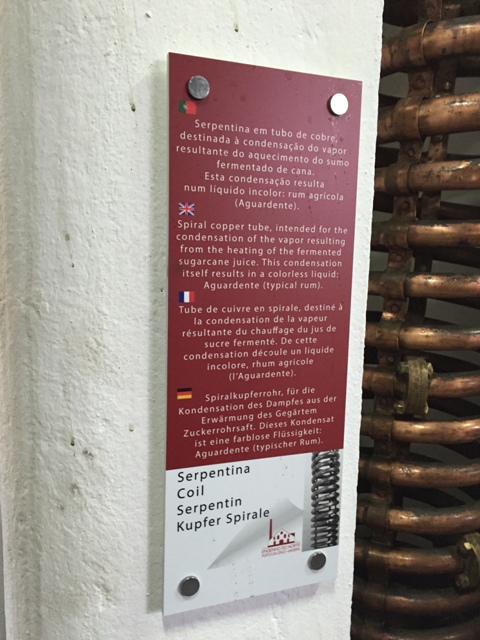 Serpentina em tubo de cobre,
destinada à condensação do vapor
resultante do aquecimento do sumo
fermentado de cana.
Esta condensação resulta
num líquido incolor: rum agrícola
(Aguardente).
Spiral copper tube, intended for the
condensation of the vapor resulting
from the heating of the fermented
sugarcane juice. This condensation
itself results in a colorless liquid:
Aguardente (typical rum).
Tube de cuivre en spirale, destiné à
la condensation de la vapeur
résultante du chauffage du jus de
sucre fermenté. De cette
condensation découle un liquide
incolore, rhum agricole
(l'Aguardente).
Spiralkupferrohr, für die
Kondensation des Dampfes aus der
Erwärmung des Gegärtem
Zuckerrohrsaft. Dieses Kondensat
ist eine farblose Flüssigkeit:
Aguardente (typischer Rum).
Serpentina
Coil
Serpentin
Kupfer Spirale